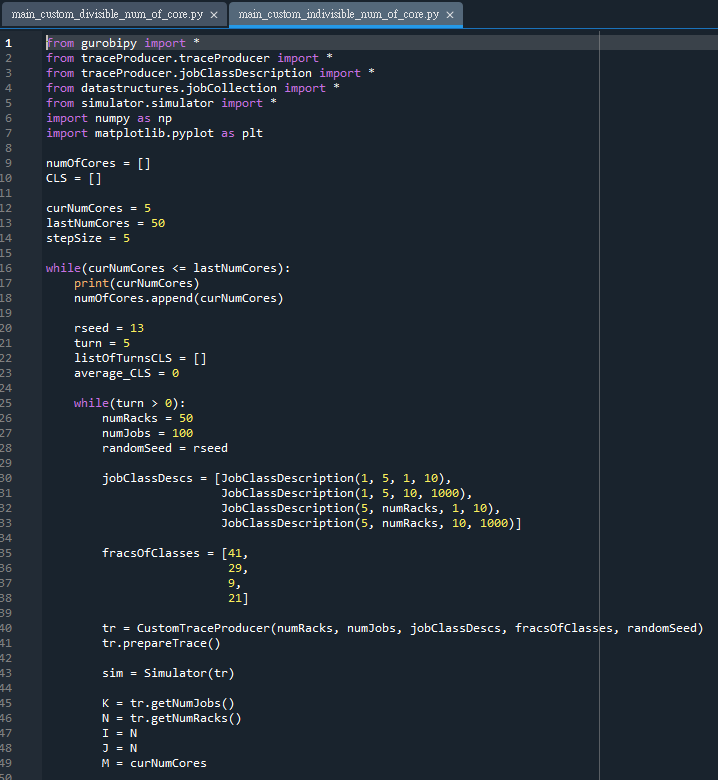 main_custom_divisible_num_of_core.py × main_custom_indivisible_num_of_core.py ×
1 from gurobipy import *
2 from traceProducer.traceProducer import *
3 from traceProducer.jobClassDescription import *
4 from datastructures.jobCollection import *
5 from simulator.simulator import *
6 import numpy as np
7 import matplotlib.pyplot as plt
8
9 numOfCores = []
10 CLS = []
11
12 curNumCores = 5
13 lastNumCores = 50
14 stepSize = 5
15
16 while(curNumCores <= lastNumCores):
17     print(curNumCores)
18     numOfCores.append(curNumCores)
19
20     rseed = 13
21     turn = 5
22     listOfTurnsCLS = []
23     average_CLS = 0
24
25     while(turn > 0):
26         numRacks = 50
27         numJobs = 100
28         randomSeed = rseed
29
30         jobClassDescs = [JobClassDescription(1, 5, 1, 10),
31                          JobClassDescription(1, 5, 10, 1000),
32                          JobClassDescription(5, numRacks, 1, 10),
33                          JobClassDescription(5, numRacks, 10, 1000)]
34
35         fracsOfClasses = [41,
36                           29,
37                           9,
38                           21]
39
40         tr = CustomTraceProducer(numRacks, numJobs, jobClassDescs, fracsOfClasses, randomSeed)
41         tr.prepareTrace()
42
43         sim = Simulator(tr)
44
45         K = tr.getNumJobs()
46         N = tr.getNumRacks()
47         I = N
48         J = N
49         M = curNumCores
50